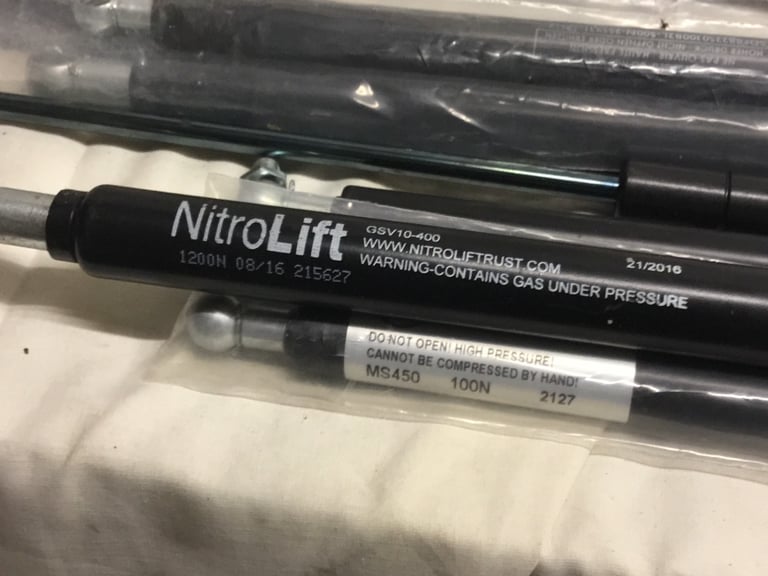 NitroLift
1200N 08/16 215627
GSV10-400
WWW.NITROLIFTRUST.COM
21/2016
WARNING-CONTAINS GAS UNDER PRESSURE
DO NOT OPEN! HIGH PRESSURE!
CANNOT BE COMPRESSED BY HAND!
MS450 100N 2127